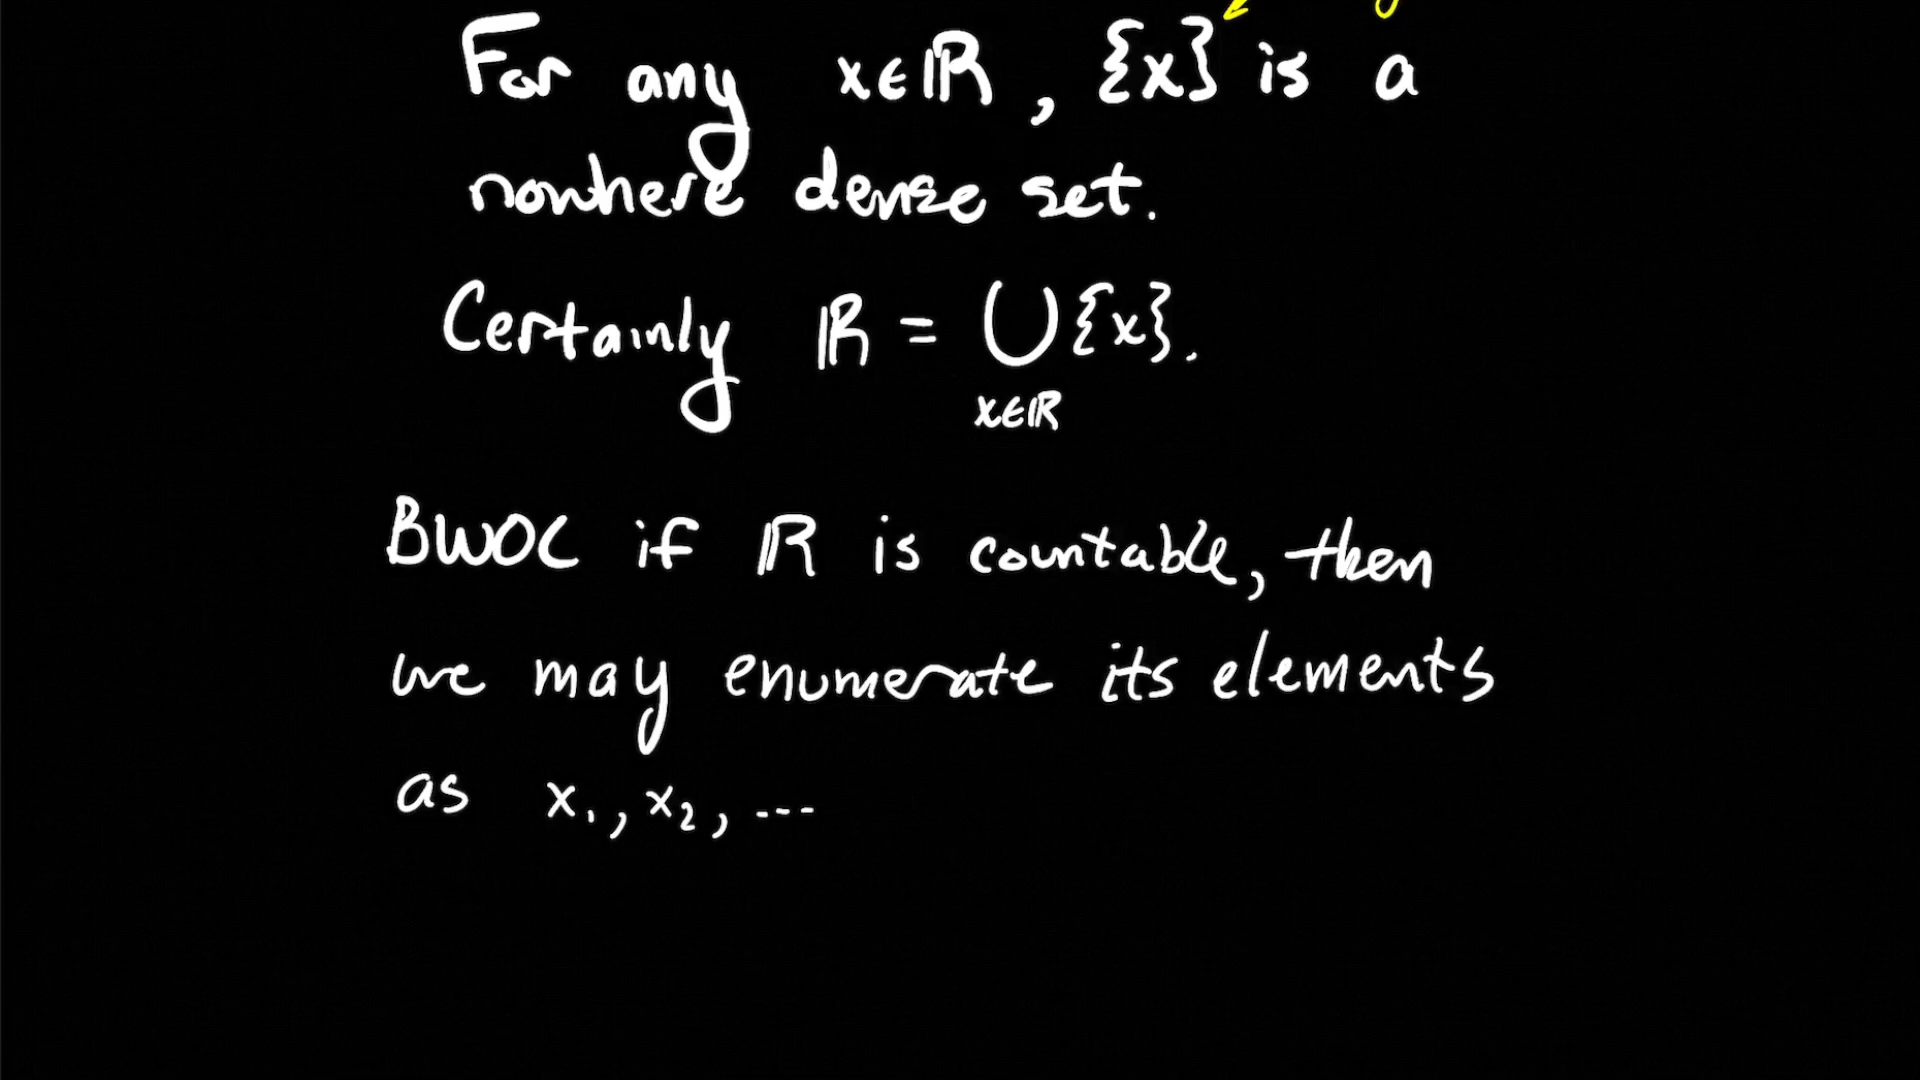 For any x∈ℝ, {x} is a
nowhere dense set.
Certainly ℝ = ⋃{x}.
x∈ℝ
BWOC if ℝ is countable, then
we may enumerate its elements
as x₁, x₂, ---